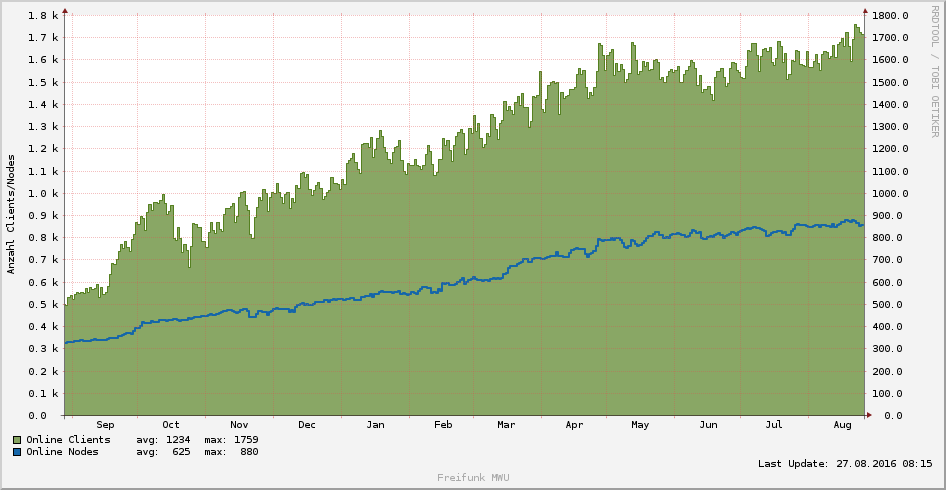 RRDTOOL / TOBI OETIKER
Anzahl Clients/Nodes
1.8 k 1800.0
1.7 k 1700.0
1.6 k 1600.0
1.5 k 1500.0
1.4 k 1400.0
1.3 k 1300.0
1.2 k 1200.0
1.1 k 1100.0
1.0 k 1000.0
0.9 k 900.0
0.8 k 800.0
0.7 k 700.0
0.6 k 600.0
0.5 k 500.0
0.4 k 400.0
0.3 k 300.0
0.2 k 200.0
0.1 k 100.0
0.0 0.0
Sep Oct Nov Dec Jan Feb Mar Apr May Jun Jul Aug
Online Clients avg: 1234 max: 1759
Online Nodes avg: 625 max: 880
Last Update: 27.08.2016 08:15
Freifunk MWU